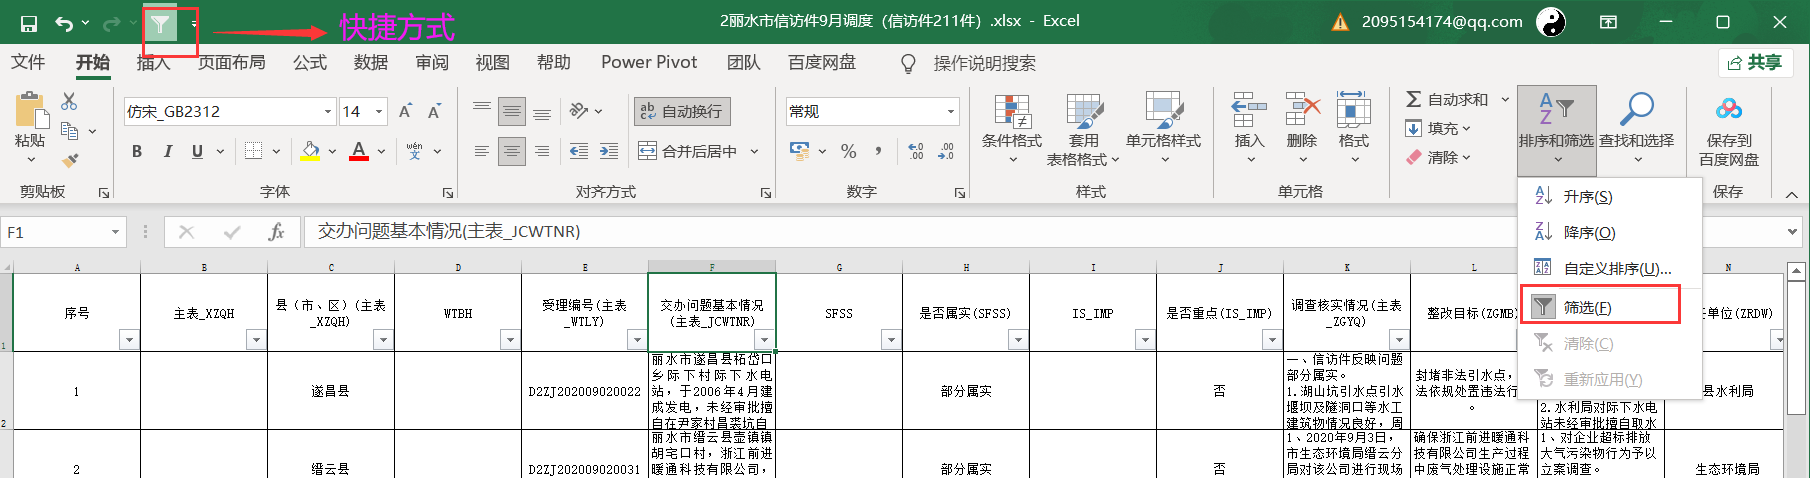 快捷方式
2丽水市信访件9月调度（信访件211件）.xlsx - Excel
2095154174@qq.com
文件 开始 插入 页面布局 公式 数据 审阅 视图 帮助 Power Pivot 团队 百度网盘 操作说明搜索 共享
粘贴
剪贴板
仿宋_GB2312 14 A A
B I U A wén 文
字体
ab 自动换行
合并后居中
对齐方式
常规
% , .00 .00
数字
条件格式 套用 表格格式 单元格样式
样式
插入 删除 格式
单元格
Σ 自动求和
填充
清除
排序和筛选 查找和选择
保存到 百度网盘
保存
升序(S)
降序(O)
自定义排序(U)...
筛选(F)
清除(C)
重新应用(Y)
F1 fx 交办问题基本情况(主表_JCWTNR)
A B C D E F G H I J K L N
1
序号
主表_XZQH
县（市、区）(主表
_XZQH)
WTBH
受理编号(主表
_WTLY)
交办问题基本情况
(主表_JCWTNR)
SFSS
是否属实(SFSS)
IS_IMP
是否重点(IS_IMP)
调查核实情况(主表
_ZGYQ)
整改目标(ZGMB)
单位(ZRDW)
2
1
遂昌县
D2ZJ202009020022
丽水市遂昌县柘岱口
乡际下村际下水电
站，于2006年4月建
成发电，未经审批擅
自在尹家村昌裘坑自
部分属实
否
一、信访件反映问题
部分属实。
1.湖山坑引水点引水
堰坝及隧洞口等水工
建筑物情况良好，周
封堵非法引水点，
法依规处置违法行
。
2.水利局对际下水电
站未经审批擅自取水
县水利局
2
缙云县
D2ZJ202009020031
丽水市缙云县壶镇镇
胡宅口村，浙江前进
暖通科技有限公司，
部分属实
否
1、2020年9月3日，
市生态环境局缙云分
局对该公司进行现场
确保浙江前进暖通科
技有限公司生产过程
中废气处理设施正常
1、对企业超标排放
大气污染物行为予以
立案调查。
生态环境局